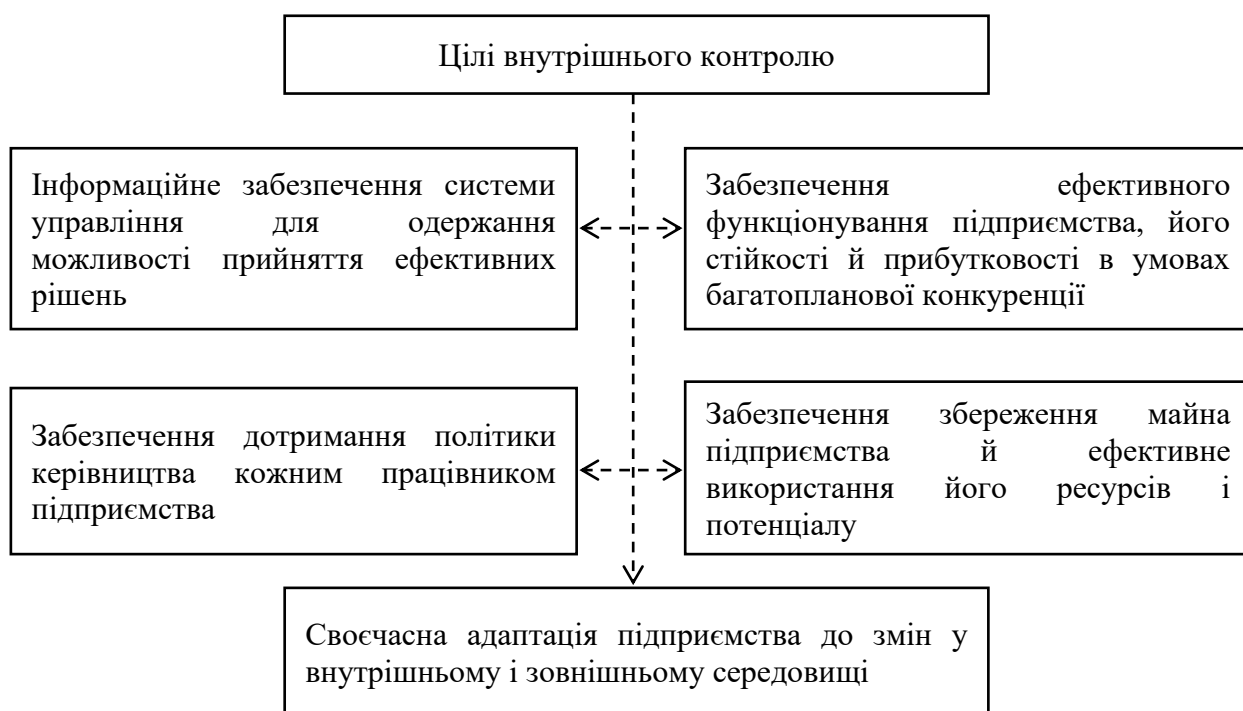 Цілі внутрішнього контролю
Інформаційне забезпечення системи
управління для одержання
можливості прийняття ефективних
рішень
Забезпечення ефективного
функціонування підприємства, його
стійкості й прибутковості в умовах
багатопланової конкуренції
Забезпечення дотримання політики
керівництва кожним працівником
підприємства
Забезпечення збереження майна
підприємства й ефективне
використання його ресурсів і
потенціалу
Своєчасна адаптація підприємства до змін у
внутрішньому і зовнішньому середовищі